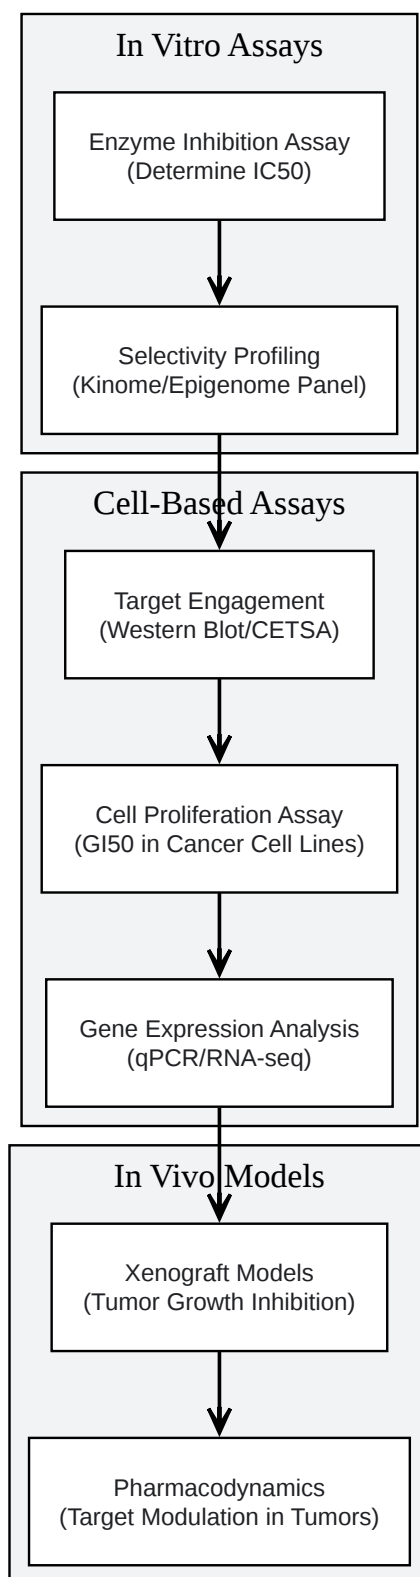 In Vitro Assays
Enzyme Inhibition Assay
(Determine IC50)
Selectivity Profiling
(Kinome/Epigenome Panel)
Cell-Based Assays
Target Engagement
(Western Blot/CETSA)
Cell Proliferation Assay
(GI50 in Cancer Cell Lines)
Gene Expression Analysis
(qPCR/RNA-seq)
In Vivo Models
Xenograft Models
(Tumor Growth Inhibition)
Pharmacodynamics
(Target Modulation in Tumors)